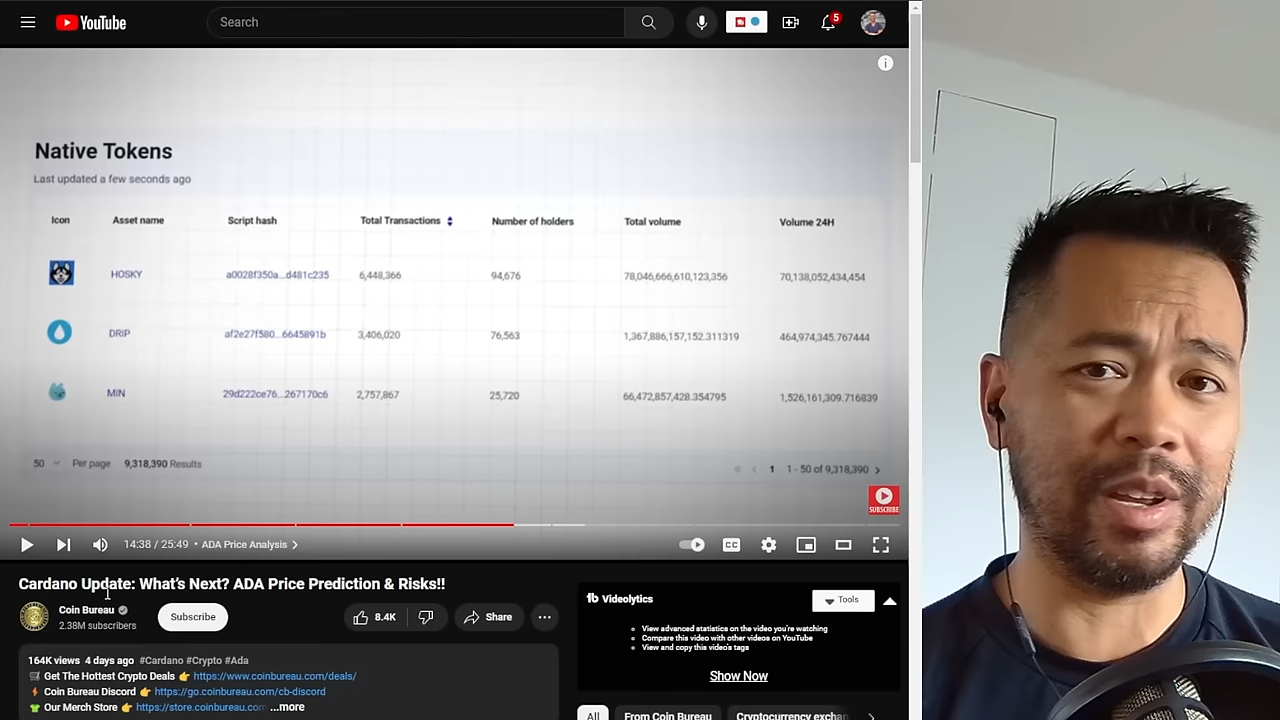 YouTube
Search
5
Native Tokens
Last updated a few seconds ago
Icon Asset name Script hash Total Transactions Number of holders Total volume Volume 24H
HOSKY a0028f350a...d481c235 6,448,366 94,676 78,046,666,610,123,356 70,138,052,434,454
DRIP af2e27f580...6645891b 3,406,020 76,563 1,367,886,157,152.311319 464,974,345.767444
MIN 29d222ce76...267170c6 2,757,867 25,720 66,472,857,428.354795 1,526,161,309.716839
50 Per page 9,318,390 Results 1 1 - 50 of 9,318,390
SUBSCRIBE
14:38 / 25:49 • ADA Price Analysis
CC
Cardano Update: What's Next? ADA Price Prediction & Risks!!
Coin Bureau
2.38M subscribers
Subscribe
8.4K
Share
164K views 4 days ago #Cardano #Crypto #Ada
Get The Hottest Crypto Deals 👉 https://www.coinbureau.com/deals/
Coin Bureau Discord 👉 https://go.coinbureau.com/cb-discord
Our Merch Store 👉 https://store.coinbureau.com ...more
Videolytics
Tools
View advanced statistics on the video you're watching
Compare this video with other videos on YouTube
View and copy this video's tags
Show Now
All From Coin Bureau Cryptocurrency exchan